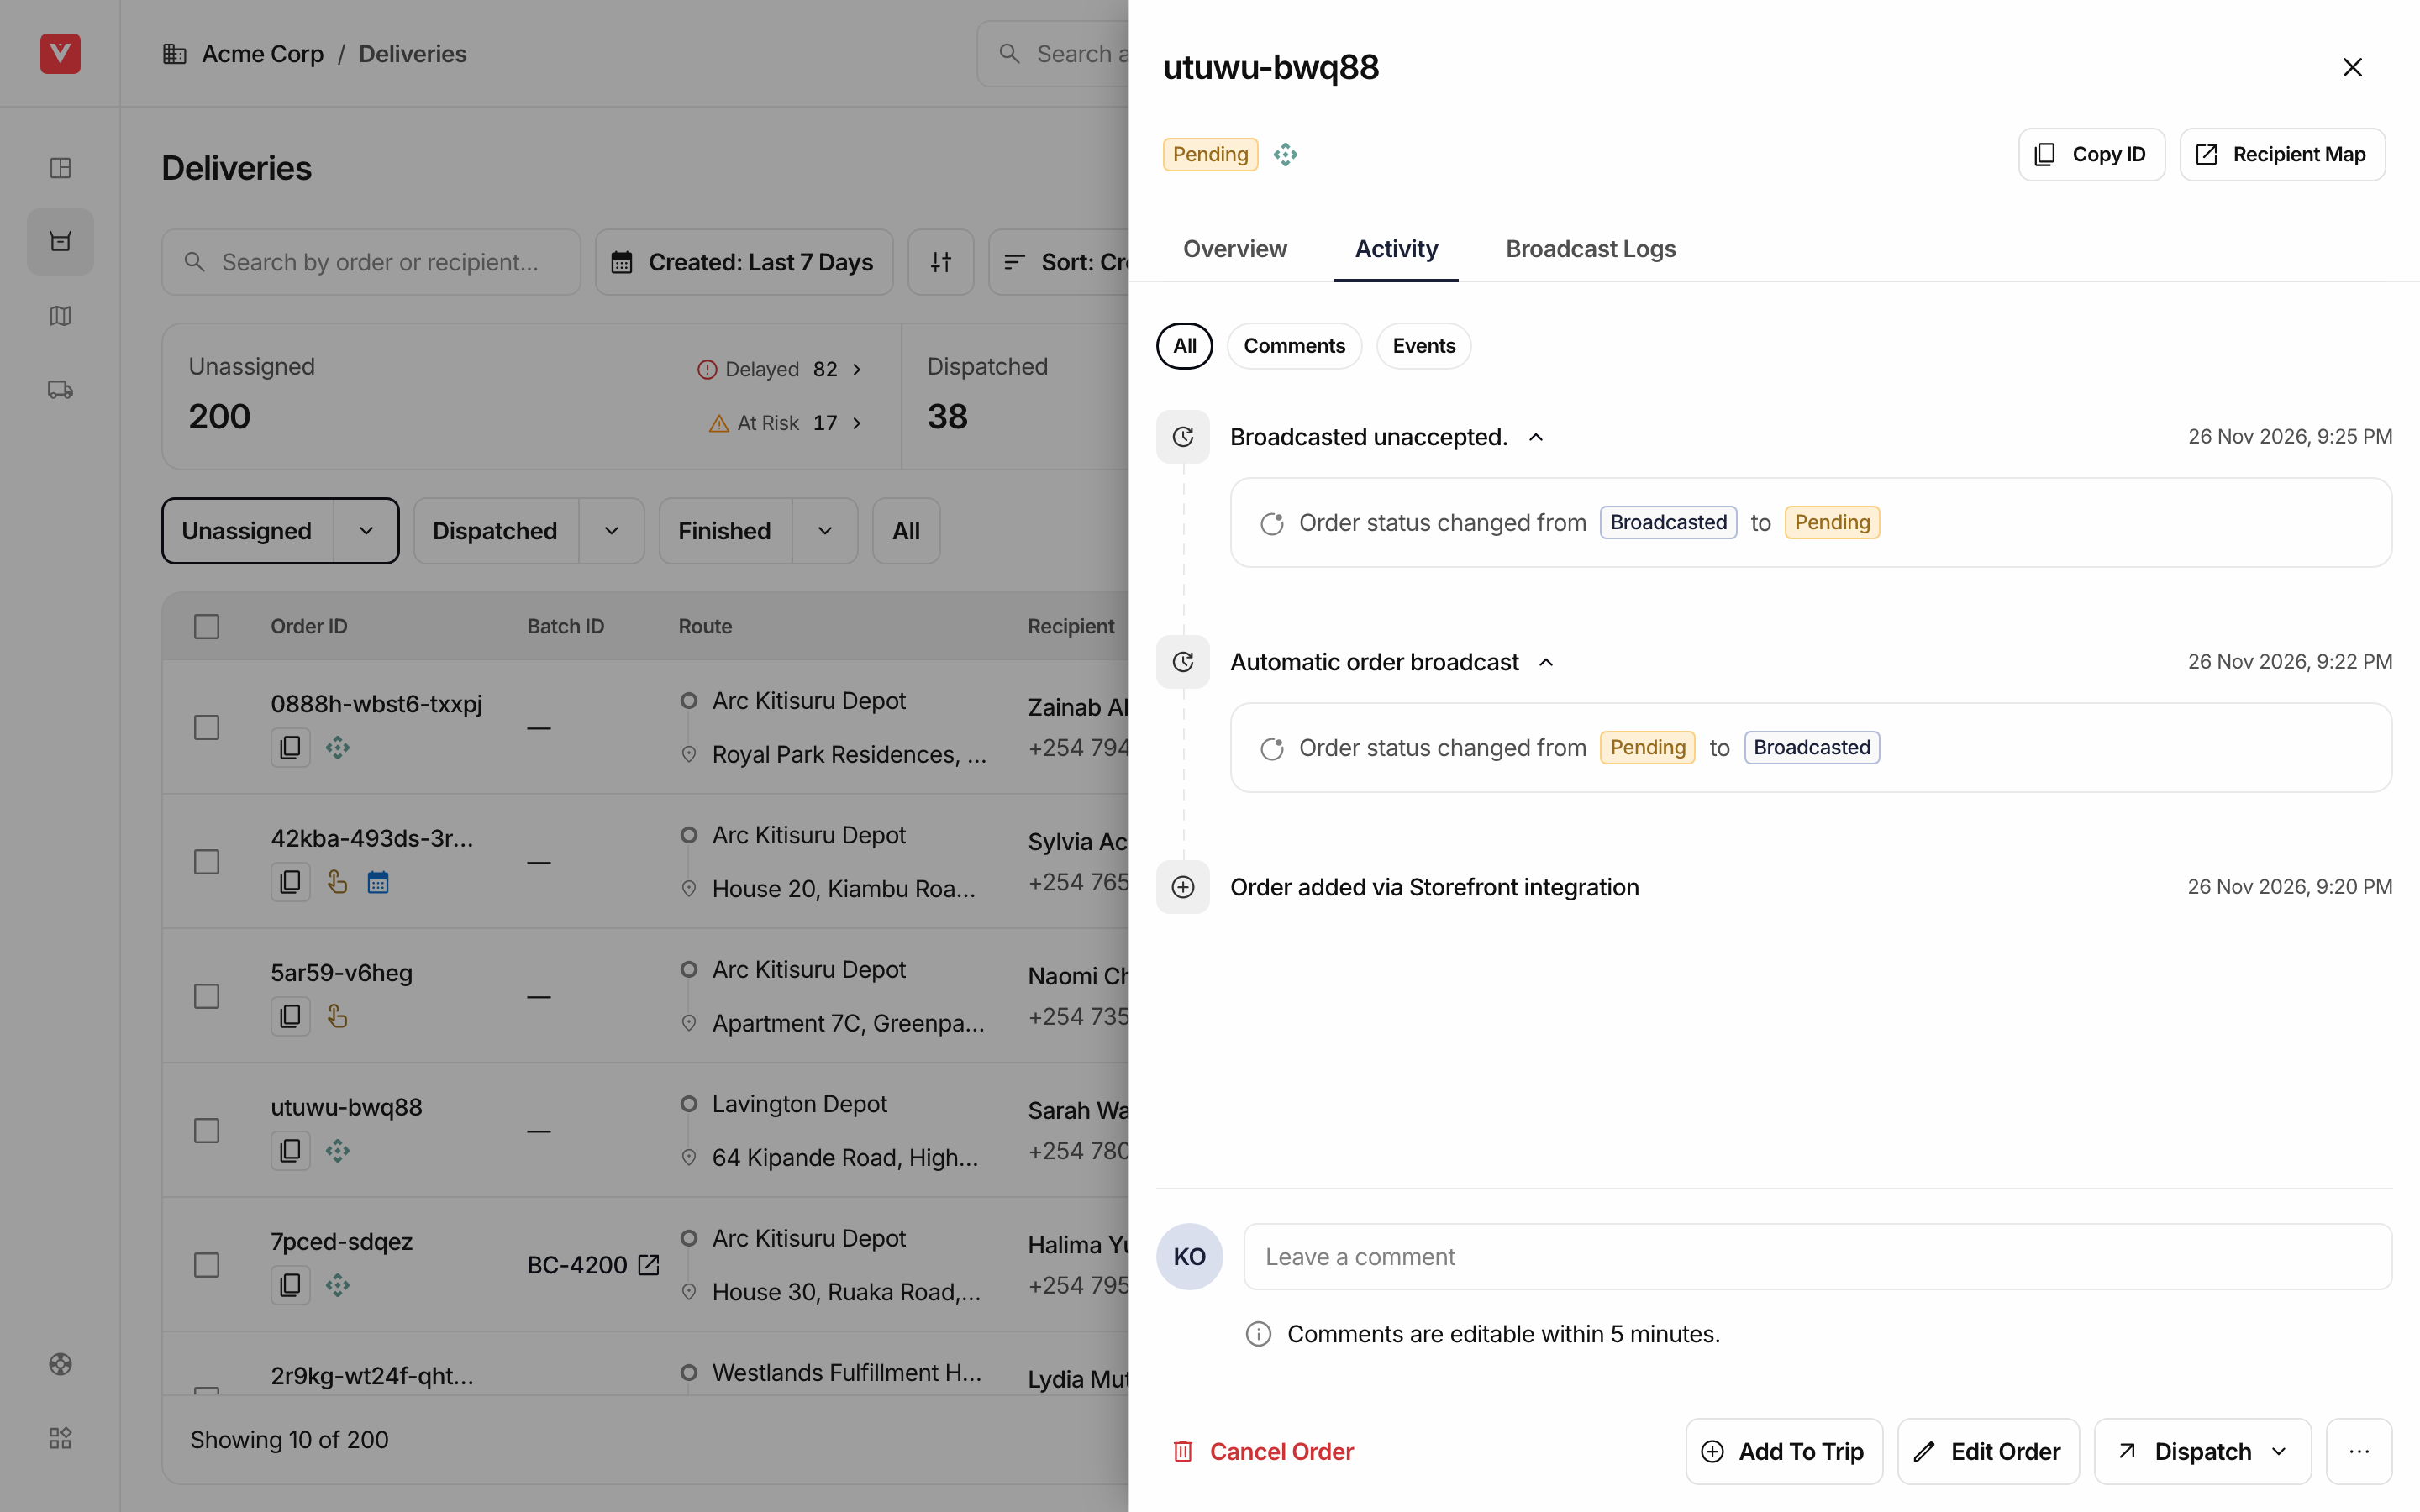 Acme Corp / Deliveries
Search a
Deliveries
Search by order or recipient...
Created: Last 7 Days
Sort: Cr
Unassigned
200
Delayed 82
At Risk 17
Dispatched
38
Unassigned
Dispatched
Finished
All
Order ID Batch ID Route Recipient
0888h-wbst6-txxpj
—
Arc Kitisuru Depot
Royal Park Residences, ...
Zainab Al
+254 794
42kba-493ds-3r...
—
Arc Kitisuru Depot
House 20, Kiambu Roa...
Sylvia Ac
+254 765
5ar59-v6heg
—
Arc Kitisuru Depot
Apartment 7C, Greenpa...
Naomi Ch
+254 735
utuwu-bwq88
—
Lavington Depot
64 Kipande Road, High...
Sarah Wa
+254 780
7pced-sdqez
BC-4200
Arc Kitisuru Depot
House 30, Ruaka Road,...
Halima Yu
+254 795
2r9kg-wt24f-qht...
Westlands Fulfillment H...
Lydia Mut
Showing 10 of 200
utuwu-bwq88
Pending
Copy ID
Recipient Map
Overview
Activity
Broadcast Logs
All
Comments
Events
Broadcasted unaccepted.
26 Nov 2026, 9:25 PM
Order status changed from Broadcasted to Pending
Automatic order broadcast
26 Nov 2026, 9:22 PM
Order status changed from Pending to Broadcasted
Order added via Storefront integration
26 Nov 2026, 9:20 PM
KO
Leave a comment
Comments are editable within 5 minutes.
Cancel Order
Add To Trip
Edit Order
Dispatch